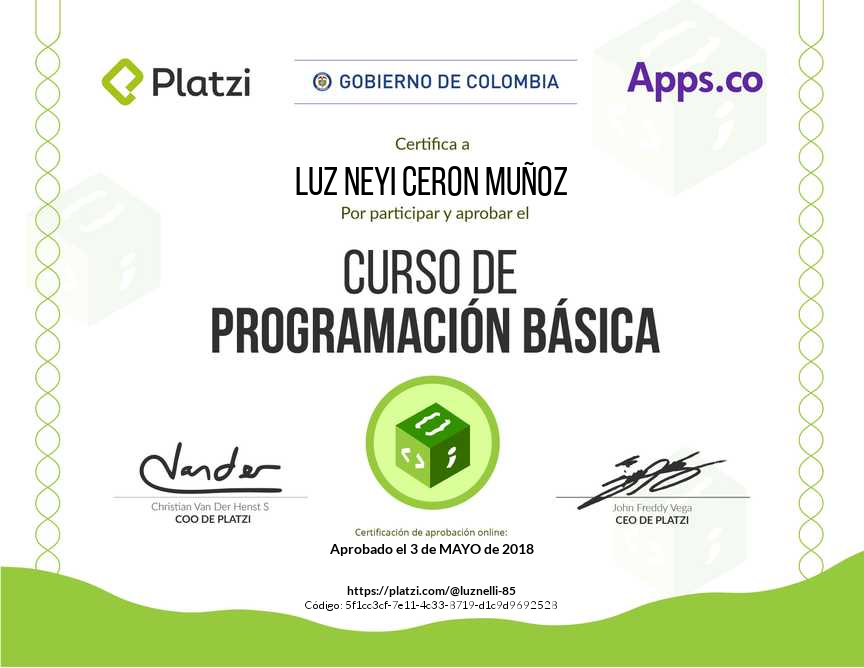 Platzi
GOBIERNO DE COLOMBIA
Apps.co
Certifica a
LUZ NEYI CERON MUÑOZ
Por participar y aprobar el
CURSO DE
PROGRAMACIÓN BÁSICA
Christian Van Der Henst S
COO DE PLATZI
John Freddy Vega
CEO DE PLATZI
Certificación de aprobación online:
Aprobado el 3 de MAYO de 2018
https://platzi.com/@luznelli-85
Código: 5f1cc3cf-7e11-4c33-8719-d1c9d9692528